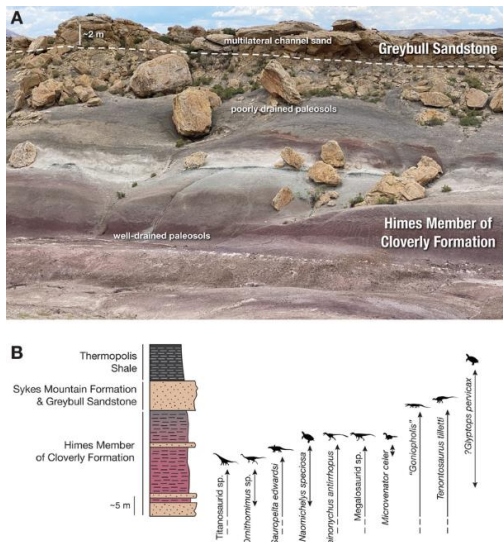 A
~2 m
multilateral channel sand
Greybull Sandstone
poorly-drained paleosols
well-drained paleosols
Himes Member of
Cloverly Formation
B
Thermopolis
Shale
Sykes Mountain Formation
& Greybull Sandstone
Himes Member
of Cloverly Formation
~5 m
Titanosaurid sp.
Ornithomimus sp.
Sauropelta edwardsi
Naomichelys speciosa
einonychus antirrhopus
Megalosaurid sp.
Microvenator celer
"Goniopholis"
Tenontosaurus tilletti
?Glyptops pervicax